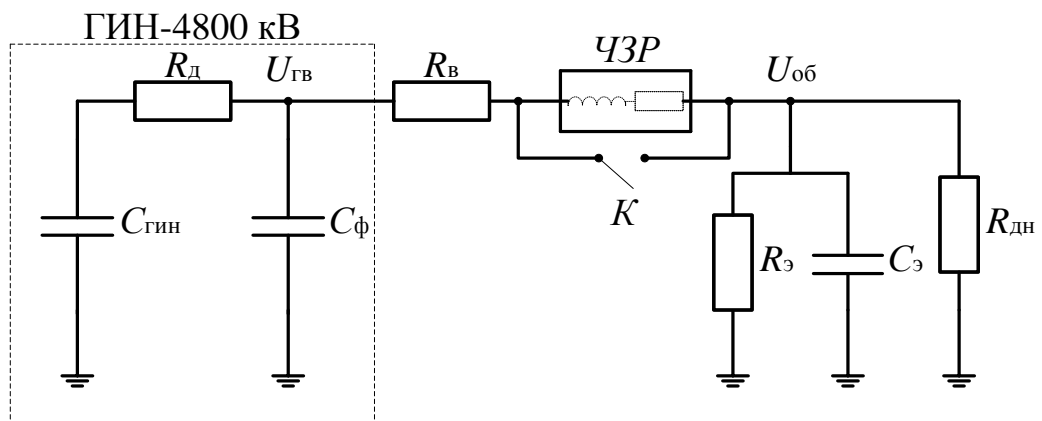 ГИН-4800 кВ
Rд
Uгв
Rв
ЧЗР
Uоб
K
Cгин
Cф
Rэ
Cэ
Rдн